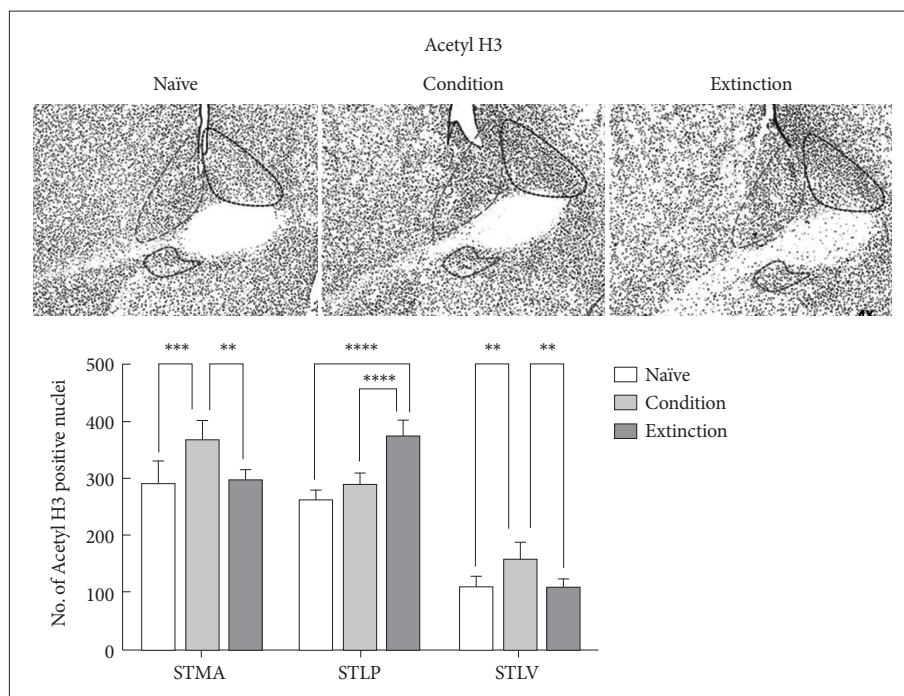 Acetyl H3
Naïve Condition Extinction
4X
No. of Acetyl H3 positive nuclei
500
400
300
200
100
0
*** ** **** **** ** **
STMA STLP STLV
Naïve
Condition
Extinction